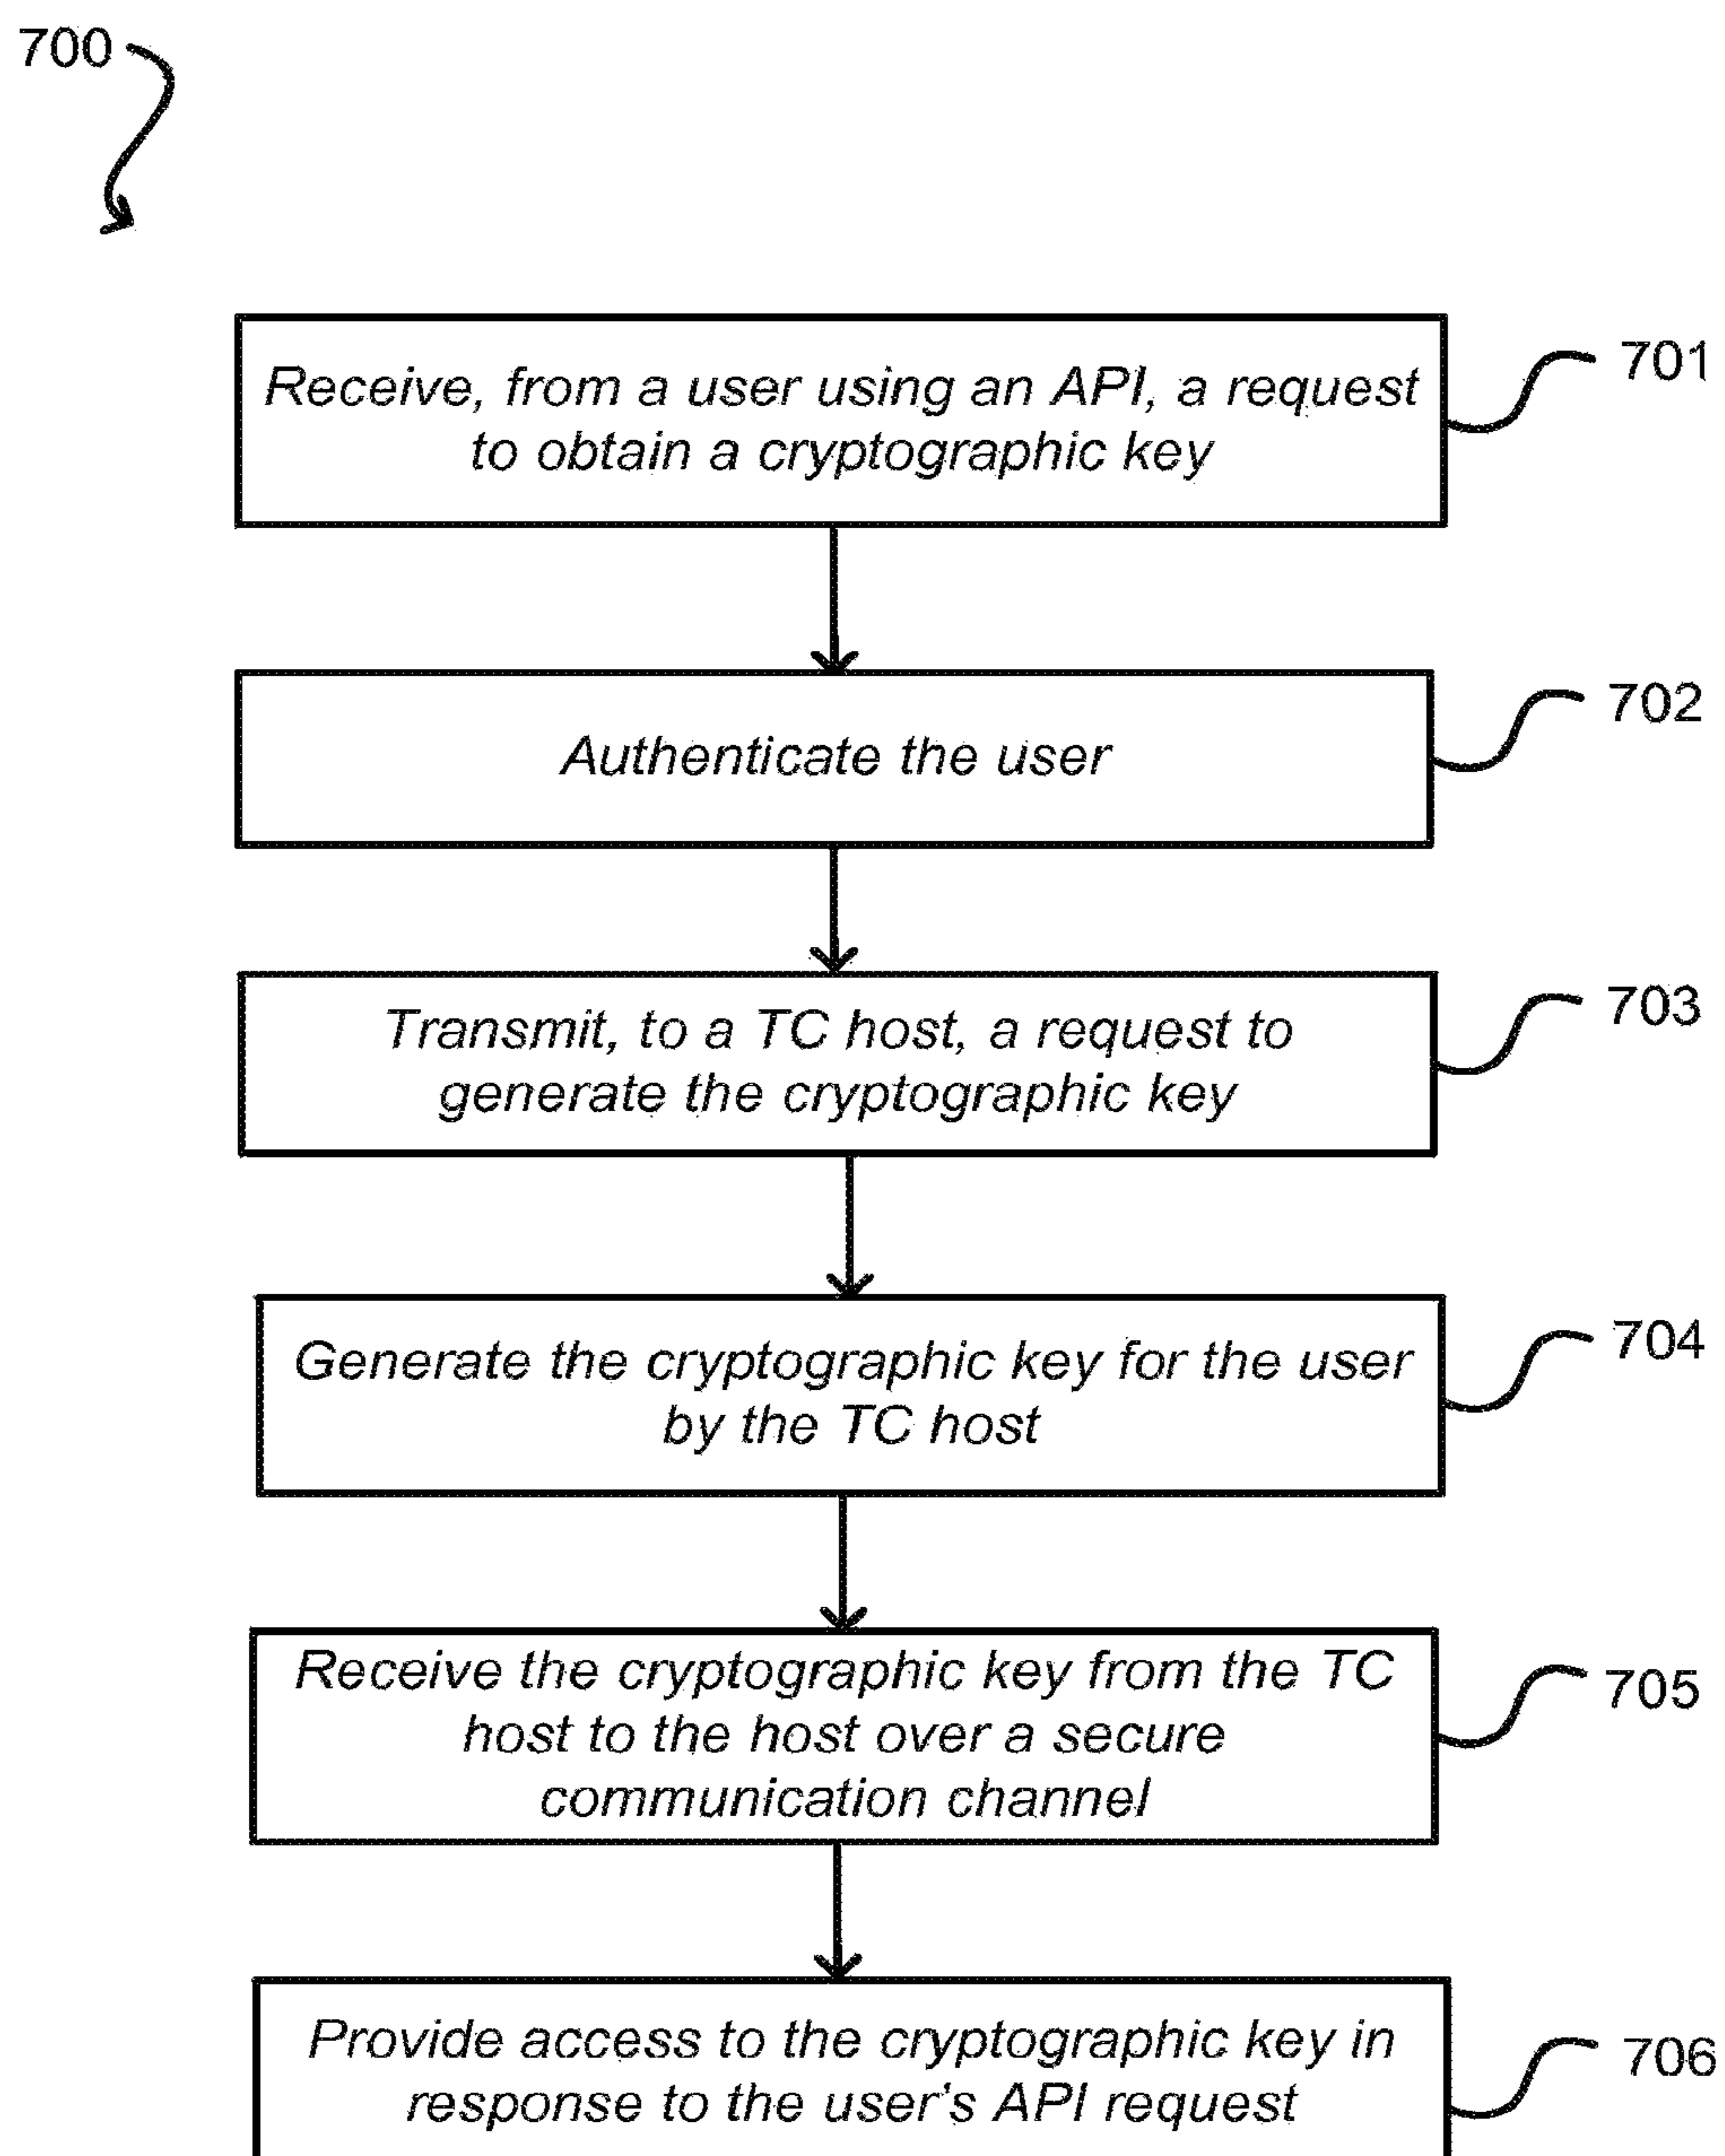 700
Receive, from a user using an API, a request
to obtain a cryptographic key
701
Authenticate the user
702
Transmit, to a TC host, a request to
generate the cryptographic key
703
Generate the cryptographic key for the user
by the TC host
704
Receive the cryptographic key from the TC
host to the host over a secure
communication channel
705
Provide access to the cryptographic key in
response to the user's API request
706